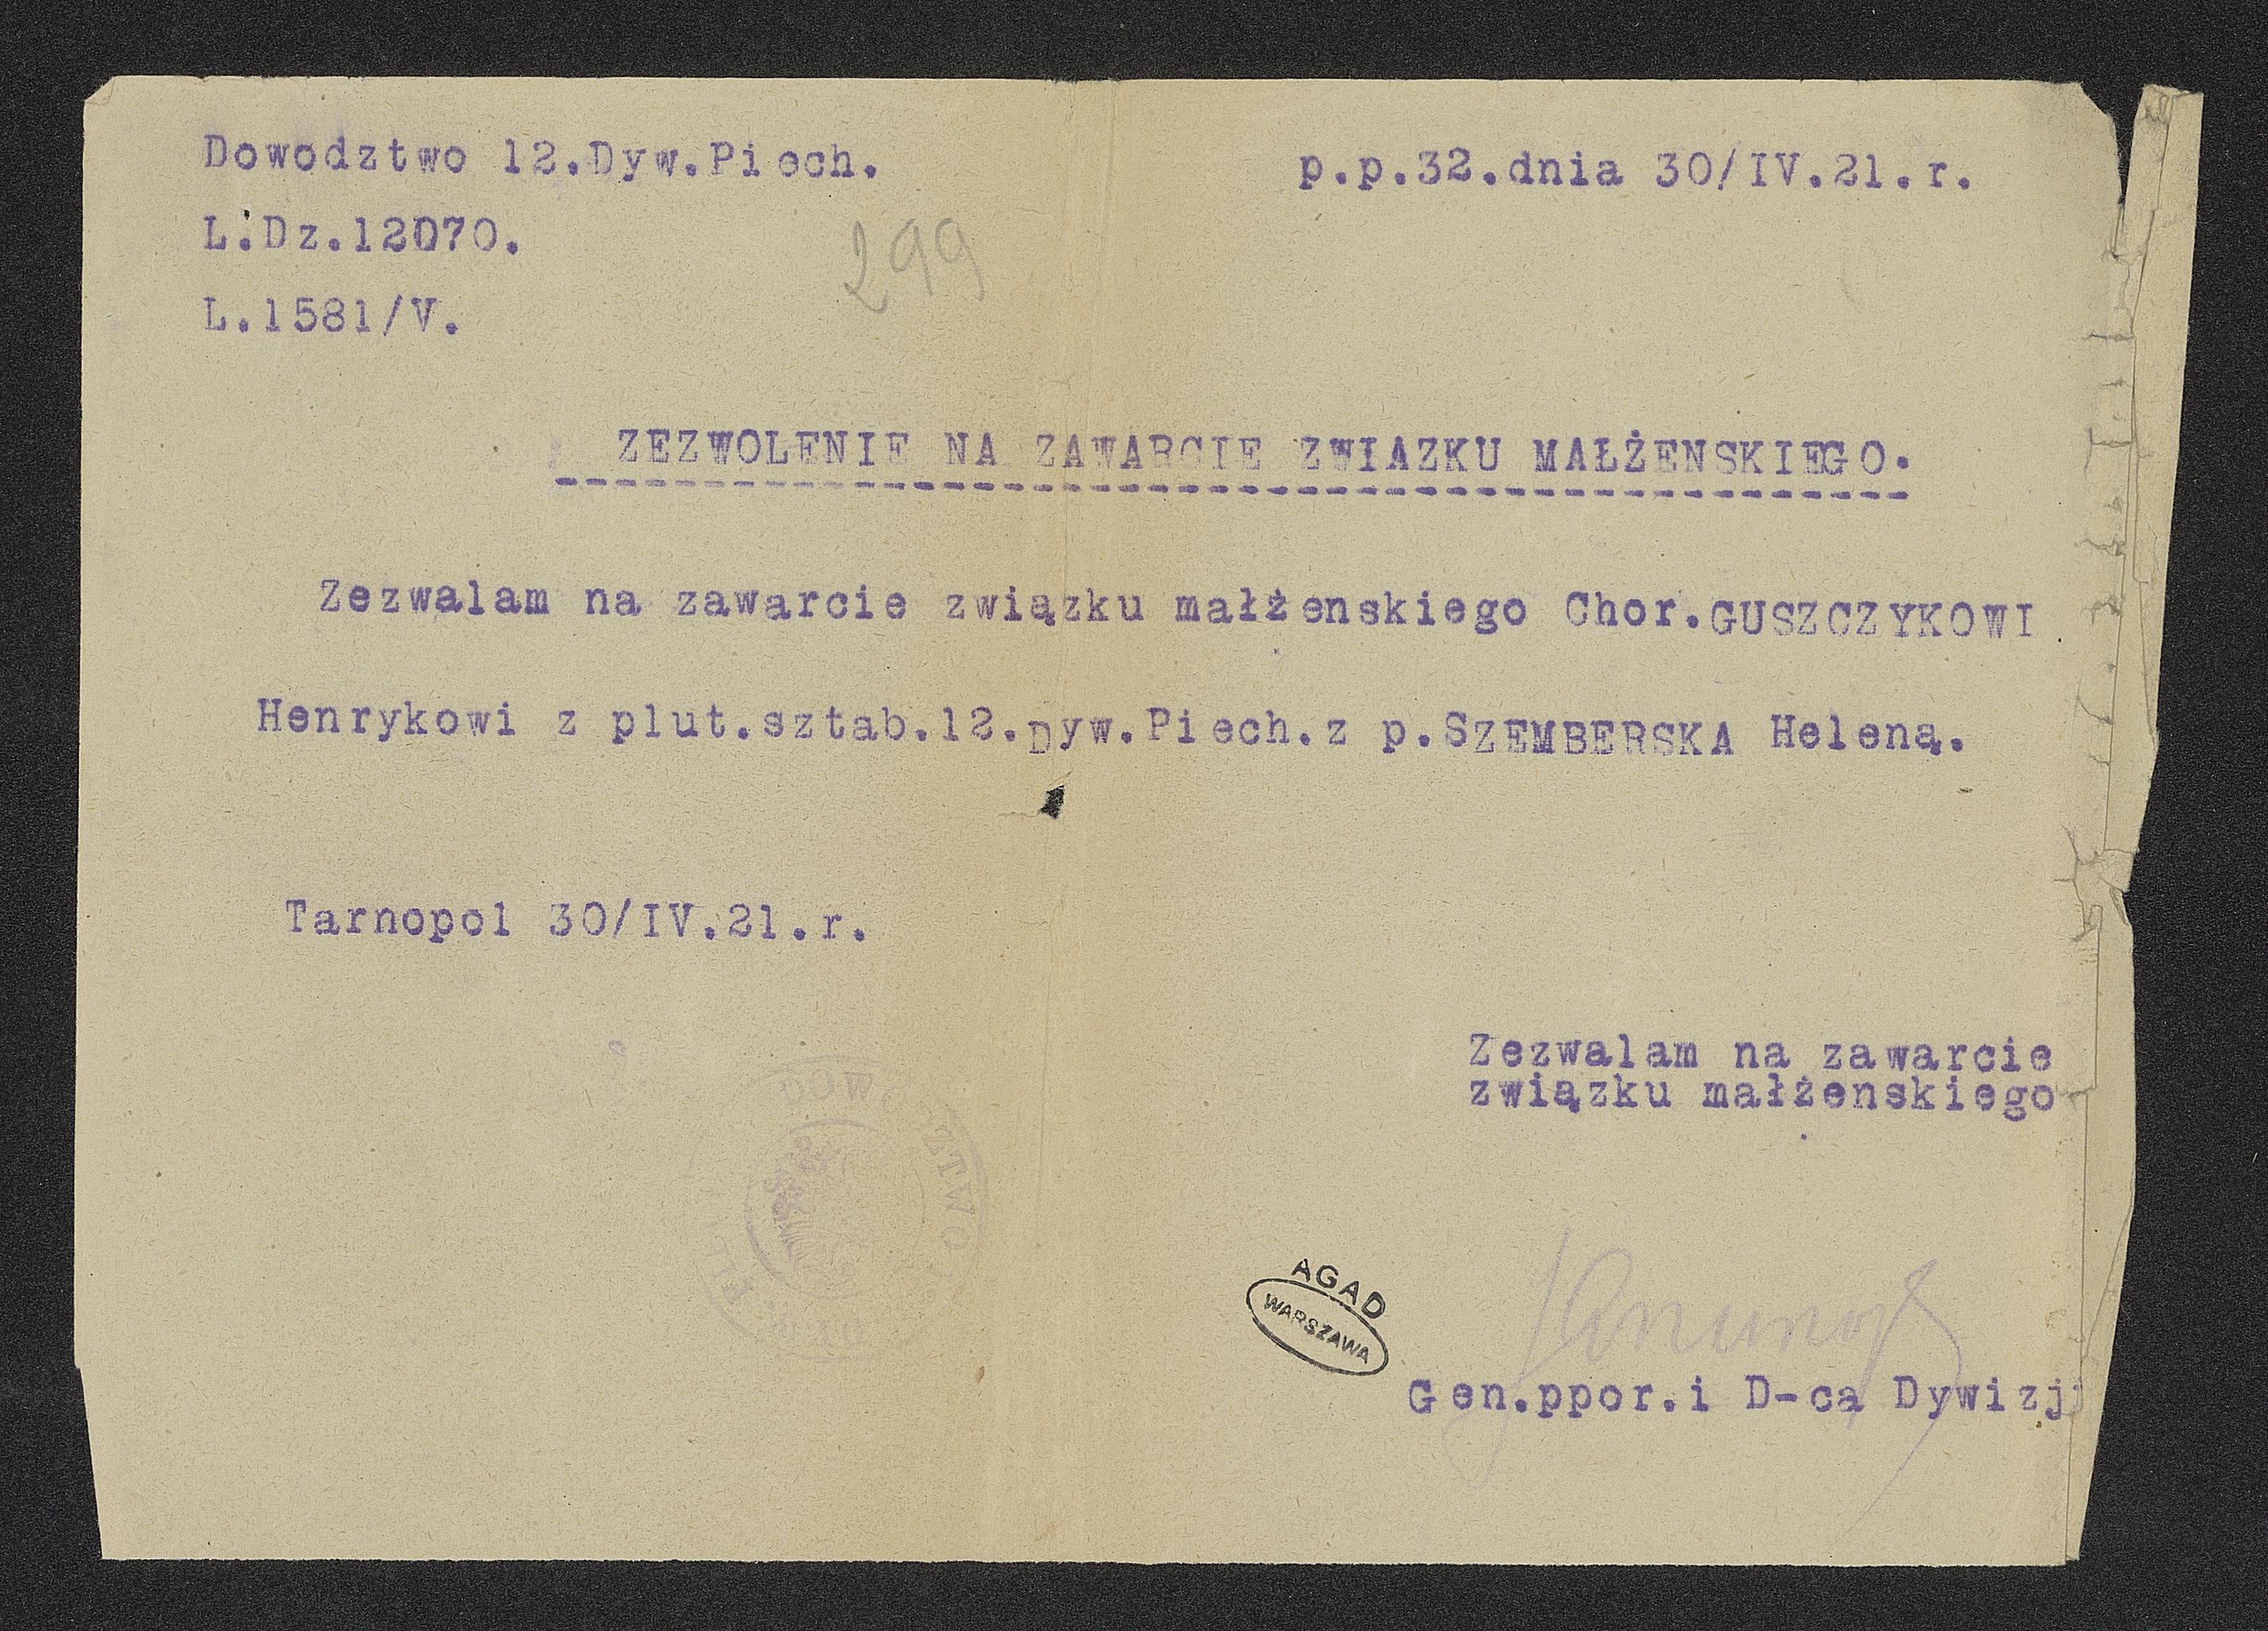 Dowodztwo 12.Dyw.Piech.
p.p.32.dnia 30/IV.21.r.
L.Dz.12070.
299
L.1581/V.
ZEZWOLENIE NA ZAWARCIE ZWIAZKU MAŁŻENSKIEGO.
Zezwalam na zawarcie związku małżenskiego Chor.GUSZCZYKOWI
Henrykowi z plut.sztab.12.Dyw.Piech.z p.SZEMBERSKA Heleną.
Tarnopol 30/IV.21.r.
Zezwalam na zawarcie
związku małżenskiego
AGAD
WARSZAWA
Gen.ppor.i D-ca Dywizji